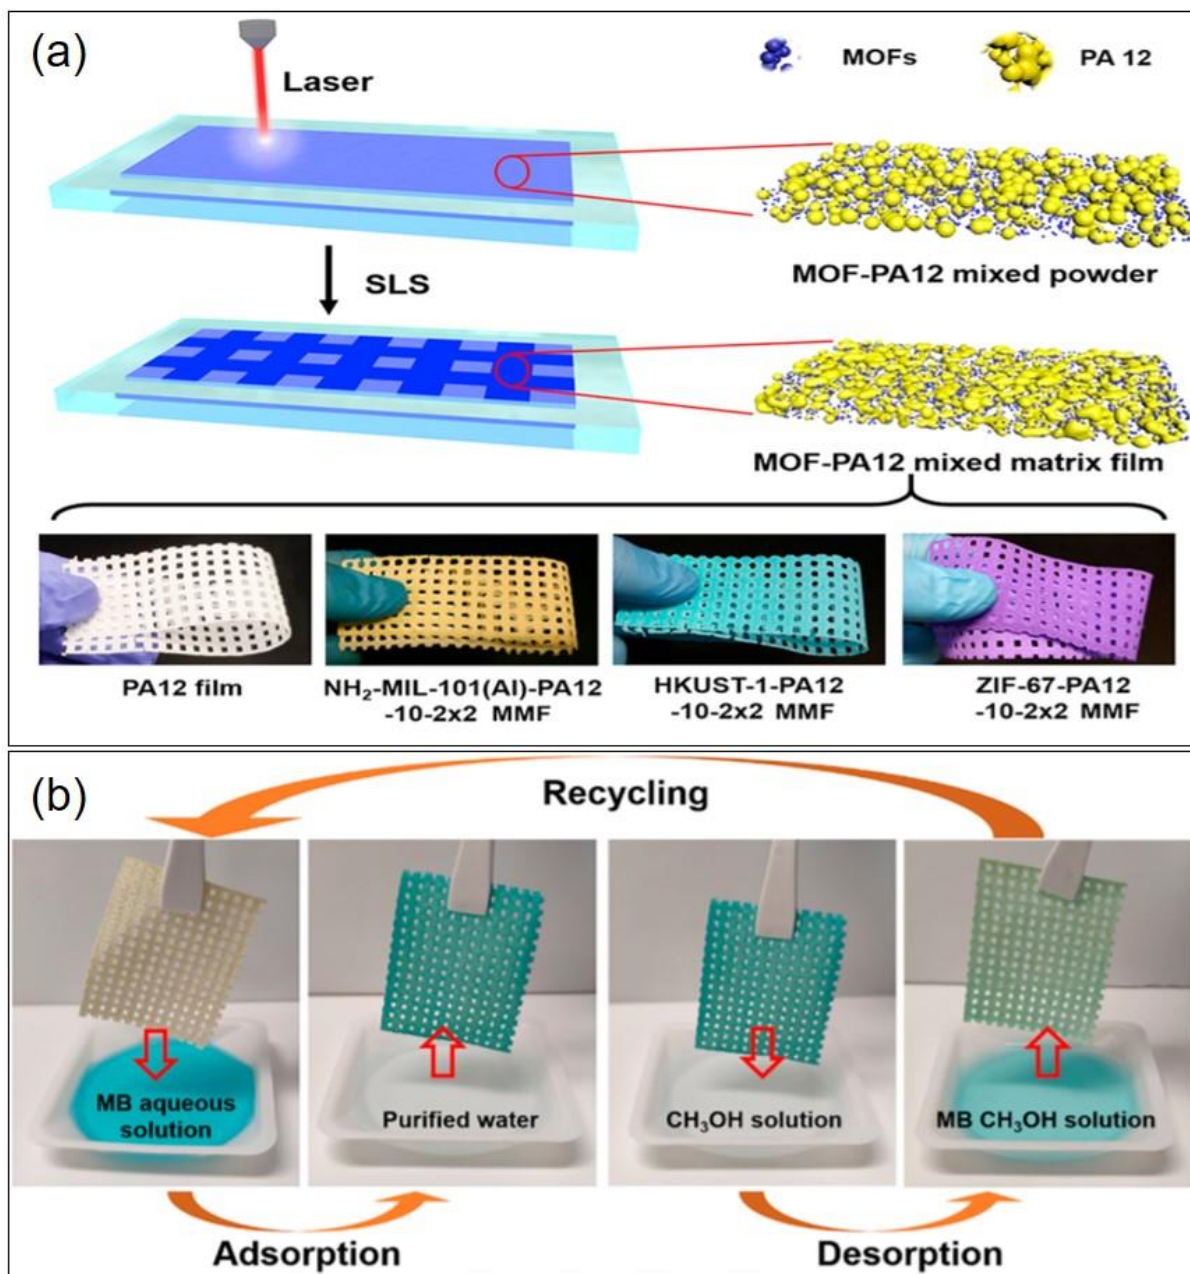 (a)
Laser
MOFs
PA 12
MOF-PA12 mixed powder
SLS
MOF-PA12 mixed matrix film
PA12 film
NH₂-MIL-101(Al)-PA12
-10-2x2 MMF
HKUST-1-PA12
-10-2x2 MMF
ZIF-67-PA12
-10-2x2 MMF
(b)
Recycling
MB aqueous
solution
Purified water
CH₃OH solution
MB CH₃OH solution
Adsorption
Desorption